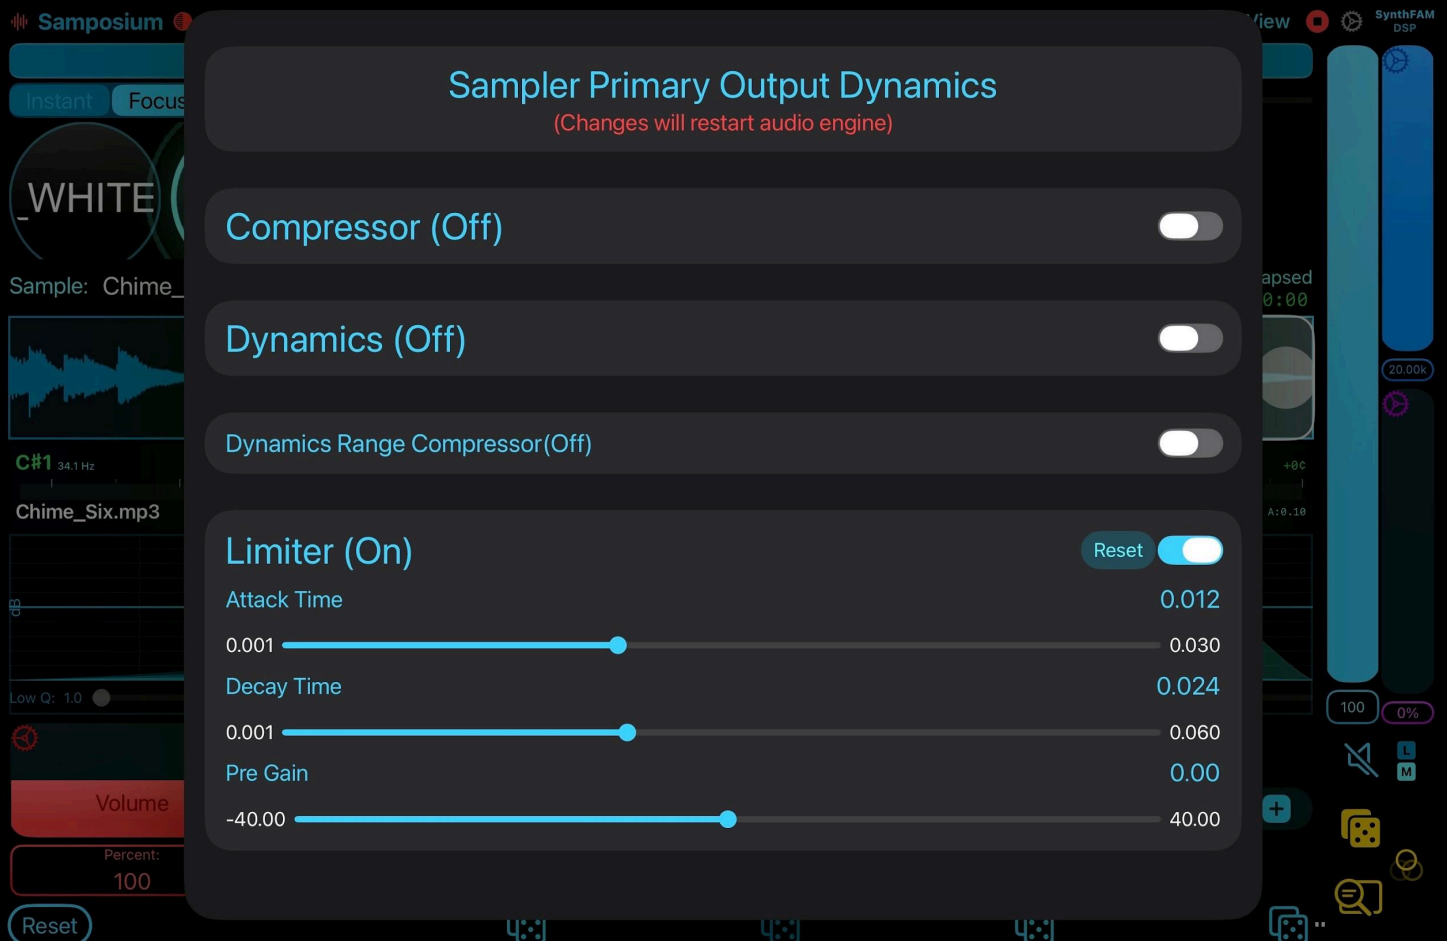 Samposium
View
SynthFAM
DSP
Instant
Focus
Sampler Primary Output Dynamics
(Changes will restart audio engine)
_WHITE
Compressor (Off)
Sample: Chime_
apsed
0:00
Dynamics (Off)
20.00k
Dynamics Range Compressor(Off)
C#1 34.1 Hz
+0¢
Chime_Six.mp3
A:0.10
Limiter (On)
Reset
Attack Time
0.012
dB
0.001
0.030
Decay Time
0.024
Low Q: 1.0
100
0%
0.001
0.060
L
M
Pre Gain
0.00
Volume
-40.00
40.00
Percent:
100
Reset